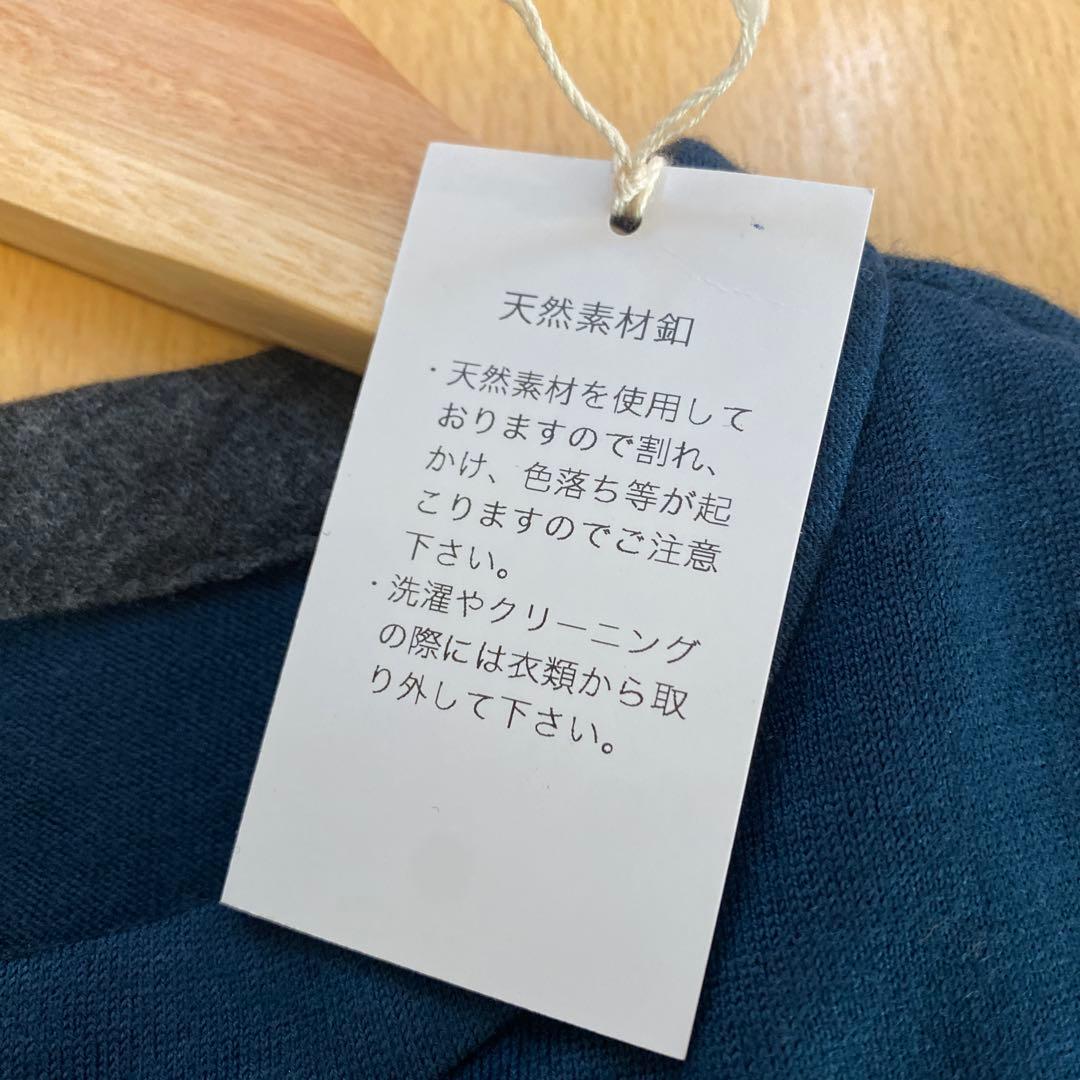 天然素材釦
・天然素材を使用して
おりますので割れ、
かけ、色落ち等が起
こりますのでご注意
下さい。
・洗濯やクリーニング
の際には衣類から取
り外して下さい。